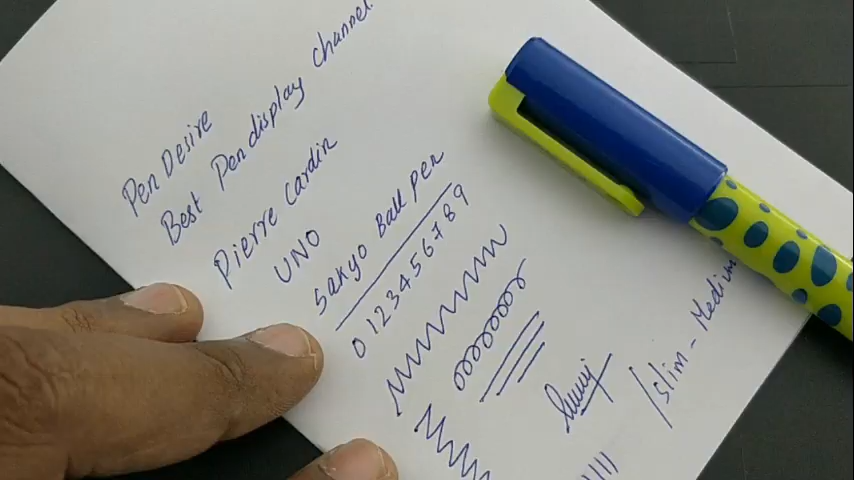 Pen Desire
Best Pen display channel.
Pierre Cardin
UNO
Sakyo Ball pen
0123456789
/slim - Medium